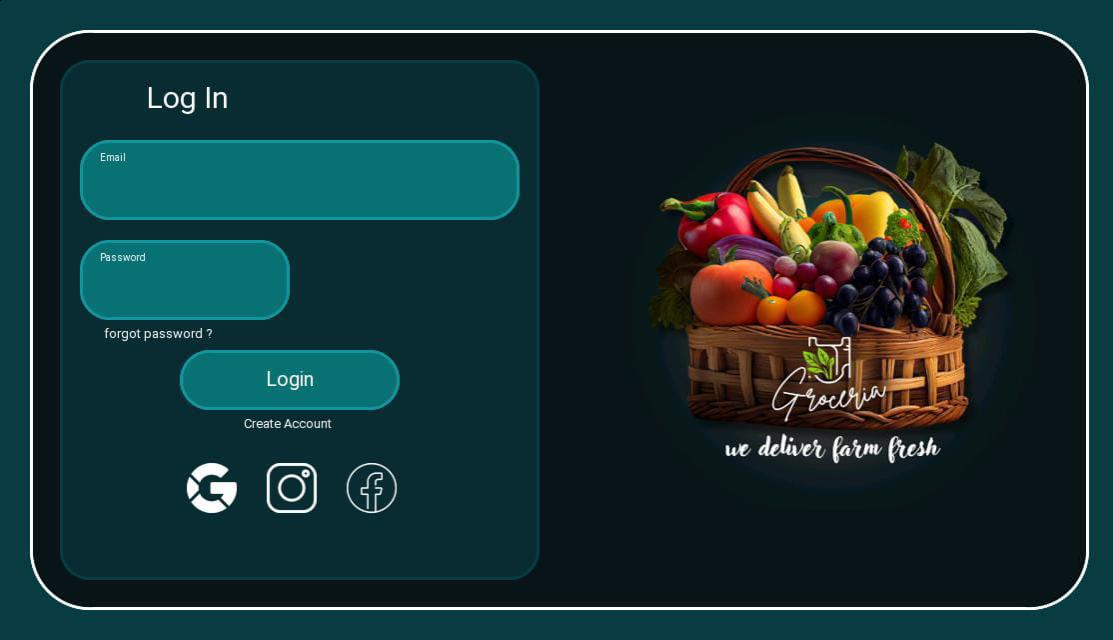 Log In
Email
Password
forgot password ?
Login
Create Account
Groceria
we deliver farm fresh